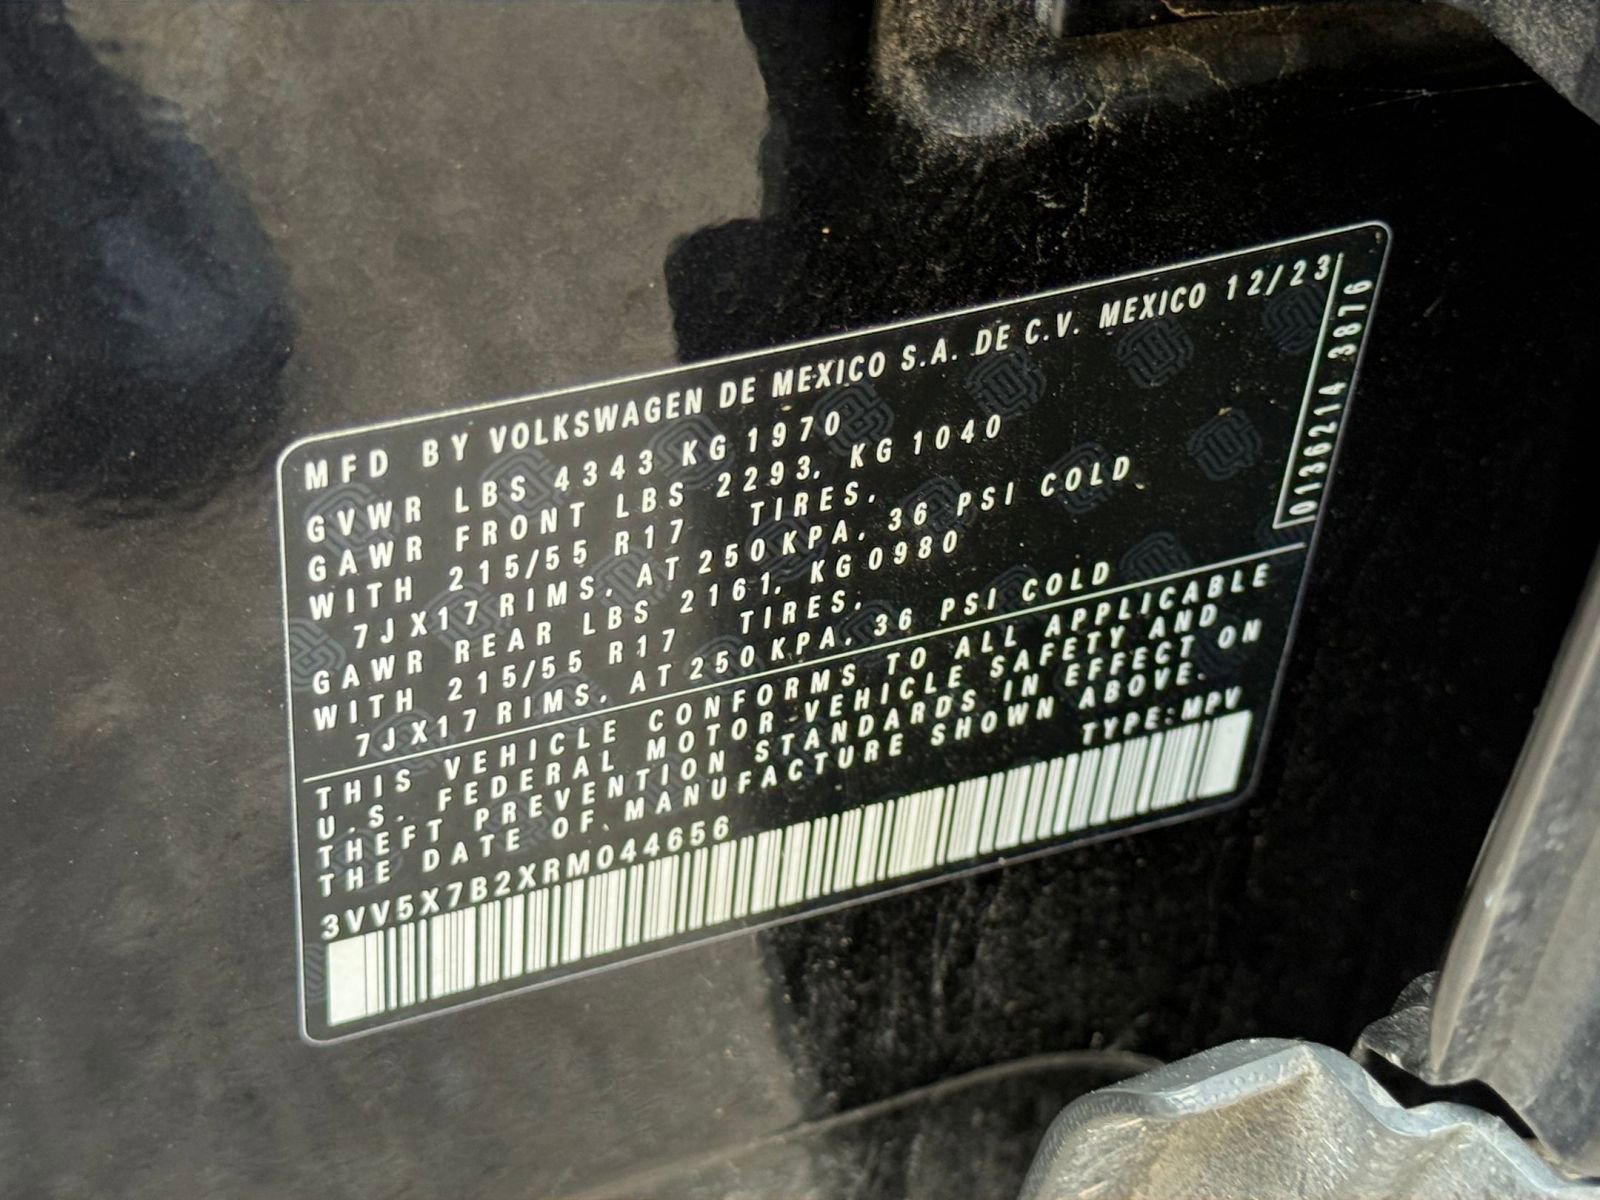 MFD BY VOLKSWAGEN DE MEXICO S.A. DE C.V. MEXICO 12/23
GVWR LBS 4343 KG 1970
GAWR FRONT LBS 2293, KG 1040
WITH 215/55 R17 TIRES,
7JX17 RIMS, AT 250 KPA, 36 PSI COLD
GAWR REAR LBS 2161, KG 0980
WITH 215/55 R17 TIRES,
7JX17 RIMS, AT 250 KPA, 36 PSI COLD
0136214 3876
THIS VEHICLE CONFORMS TO ALL APPLICABLE
U.S. FEDERAL MOTOR VEHICLE SAFETY AND
THEFT PREVENTION STANDARDS IN EFFECT ON
THE DATE OF MANUFACTURE SHOWN ABOVE.
3VV5X7B2XRM044656 TYPE:MPV